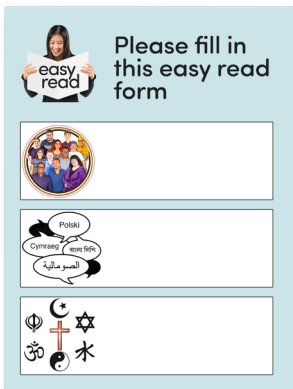 easy
read
Please fill in
this easy read
form
Polski
Cymraeg
বাংলা লিপি
الصومالية